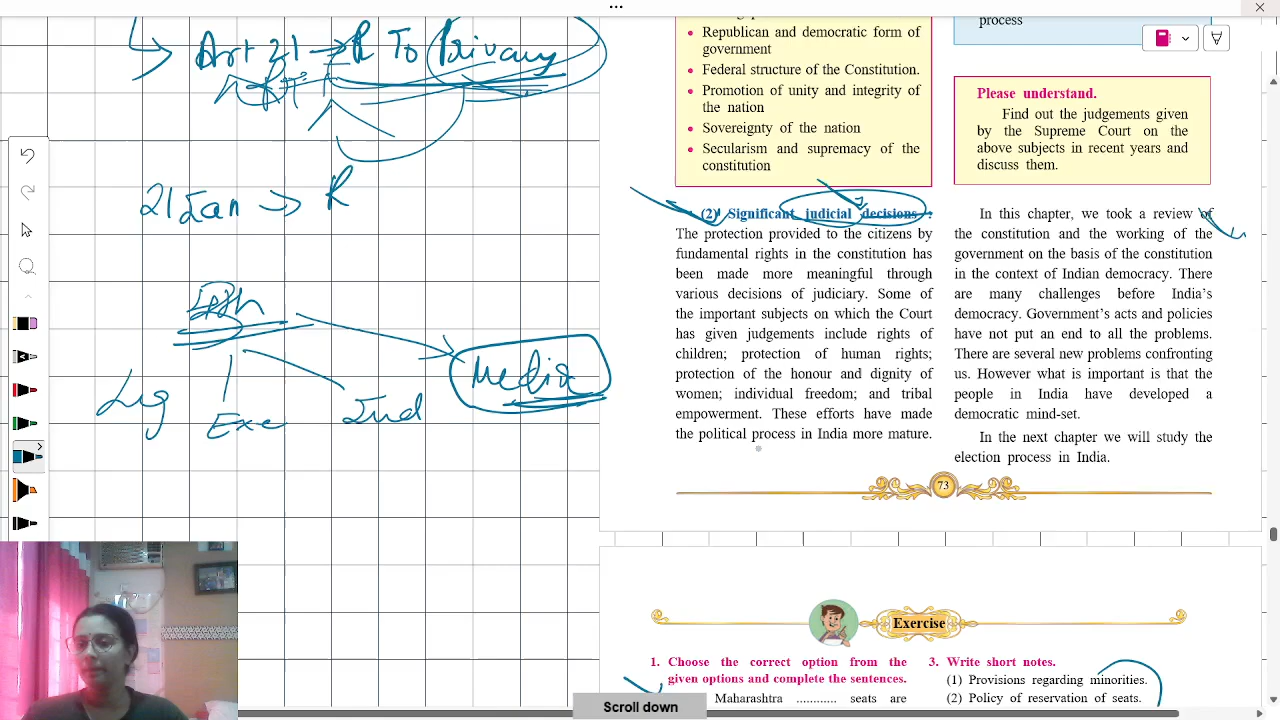 Art 21 → R To Privacy
21 Jan → R
Leg
Exe
Jud
Media
• Republican and democratic form of
government
• Federal structure of the Constitution.
• Promotion of unity and integrity of
the nation
• Sovereignty of the nation
• Secularism and supremacy of the
constitution
process
Please understand.
Find out the judgements given
by the Supreme Court on the
above subjects in recent years and
discuss them.
(2) Significant judicial decisions :
The protection provided to the citizens by
fundamental rights in the constitution has
been made more meaningful through
various decisions of judiciary. Some of
the important subjects on which the Court
has given judgements include rights of
children; protection of human rights;
protection of the honour and dignity of
women; individual freedom; and tribal
empowerment. These efforts have made
the political process in India more mature.
In this chapter, we took a review of
the constitution and the working of the
government on the basis of the constitution
in the context of Indian democracy. There
are many challenges before India's
democracy. Government's acts and policies
have not put an end to all the problems.
There are several new problems confronting
us. However what is important is that the
people in India have developed a
democratic mind-set.
In the next chapter we will study the
election process in India.
73
Exercise
1. Choose the correct option from the
given options and complete the sentences.
Maharashtra ............ seats are
3. Write short notes.
(1) Provisions regarding minorities.
(2) Policy of reservation of seats.
Scroll down